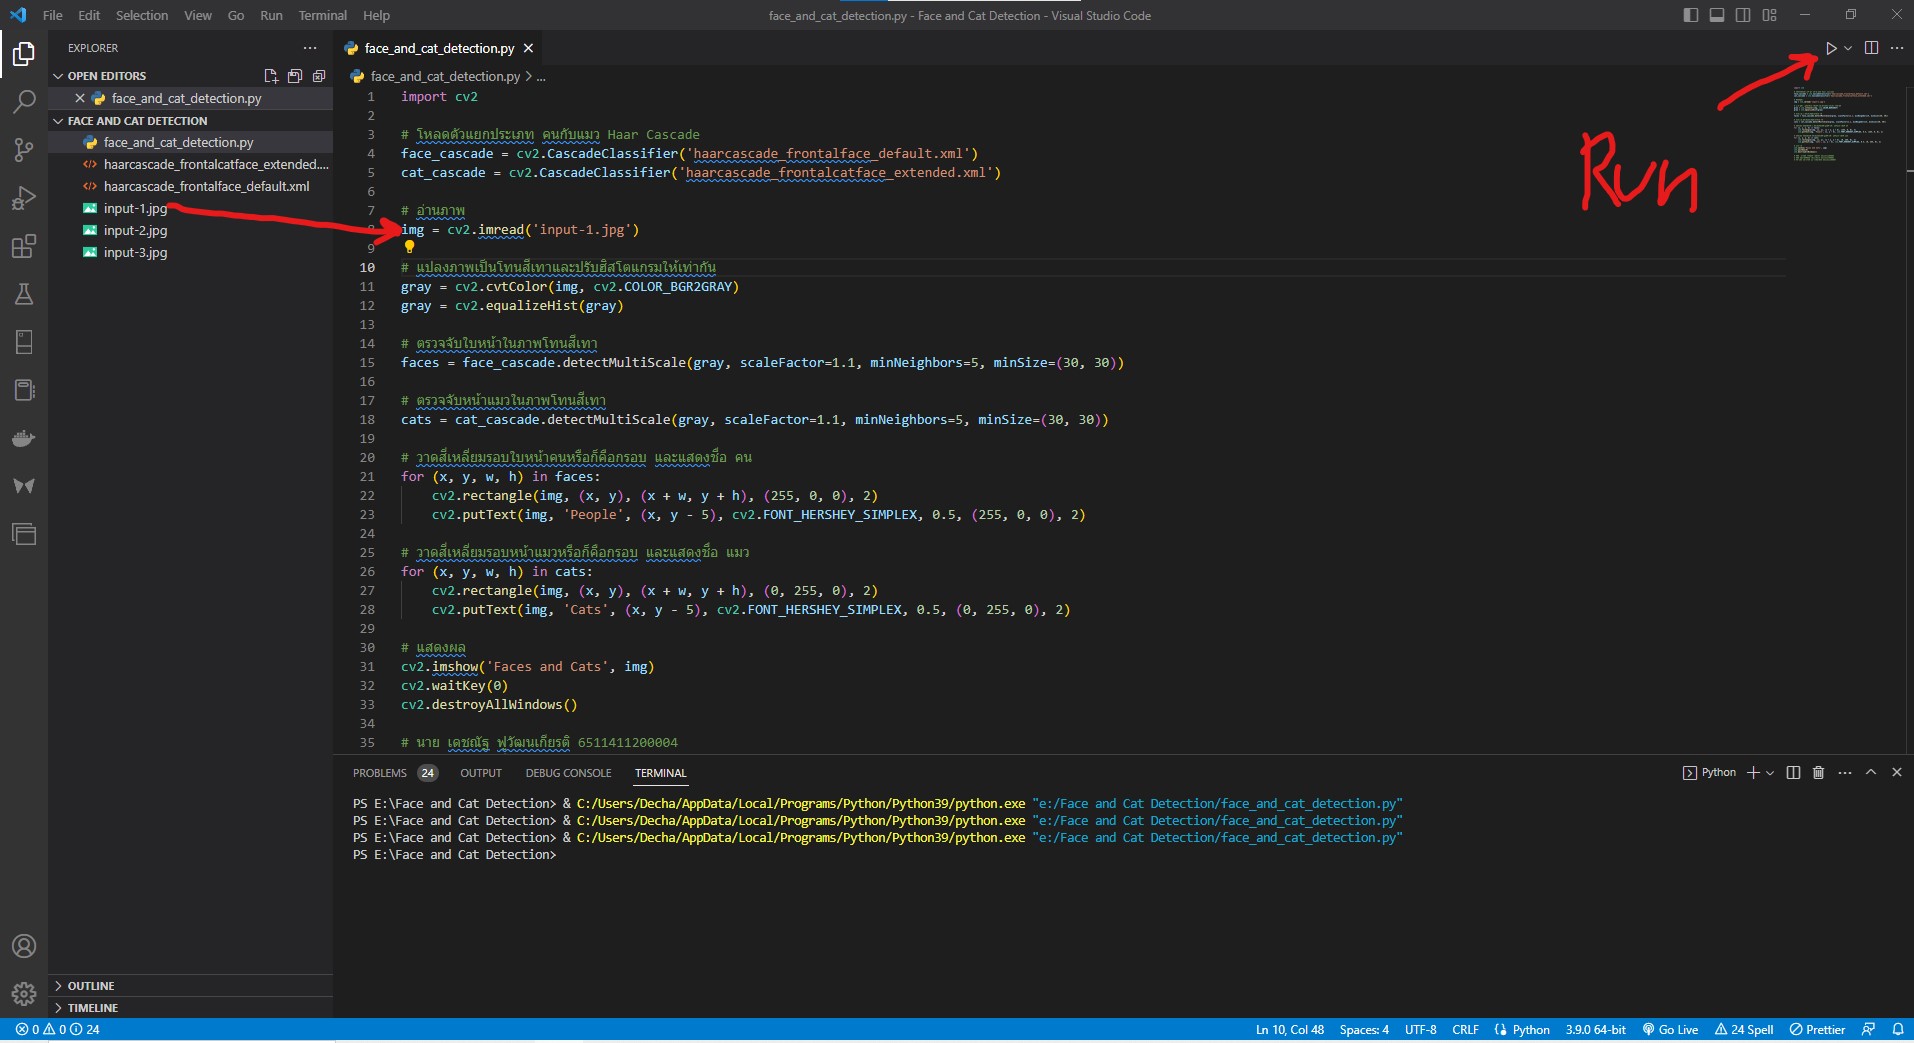 File Edit Selection View Go Run Terminal Help
face_and_cat_detection.py - Face and Cat Detection - Visual Studio Code
EXPLORER
OPEN EDITORS
face_and_cat_detection.py
FACE AND CAT DETECTION
face_and_cat_detection.py
haarcascade_frontalcatface_extended....
haarcascade_frontalface_default.xml
input-1.jpg
input-2.jpg
input-3.jpg
OUTLINE
TIMELINE
face_and_cat_detection.py
face_and_cat_detection.py > ...
Run
1 import cv2
2
3 # โหลดตัวแยกประเภท คนกับแมว Haar Cascade
4 face_cascade = cv2.CascadeClassifier('haarcascade_frontalface_default.xml')
5 cat_cascade = cv2.CascadeClassifier('haarcascade_frontalcatface_extended.xml')
6
7 # อ่านภาพ
8 img = cv2.imread('input-1.jpg')
9
10 # แปลงภาพเป็นโทนสีเทาและปรับฮิสโตแกรมให้เท่ากัน
11 gray = cv2.cvtColor(img, cv2.COLOR_BGR2GRAY)
12 gray = cv2.equalizeHist(gray)
13
14 # ตรวจจับใบหน้าในภาพโทนสีเทา
15 faces = face_cascade.detectMultiScale(gray, scaleFactor=1.1, minNeighbors=5, minSize=(30, 30))
16
17 # ตรวจจับหน้าแมวในภาพโทนสีเทา
18 cats = cat_cascade.detectMultiScale(gray, scaleFactor=1.1, minNeighbors=5, minSize=(30, 30))
19
20 # วาดสี่เหลี่ยมรอบใบหน้าคนหรือก็คือกรอบ และแสดงชื่อ คน
21 for (x, y, w, h) in faces:
22 cv2.rectangle(img, (x, y), (x + w, y + h), (255, 0, 0), 2)
23 cv2.putText(img, 'People', (x, y - 5), cv2.FONT_HERSHEY_SIMPLEX, 0.5, (255, 0, 0), 2)
24
25 # วาดสี่เหลี่ยมรอบหน้าแมวหรือก็คือกรอบ และแสดงชื่อ แมว
26 for (x, y, w, h) in cats:
27 cv2.rectangle(img, (x, y), (x + w, y + h), (0, 255, 0), 2)
28 cv2.putText(img, 'Cats', (x, y - 5), cv2.FONT_HERSHEY_SIMPLEX, 0.5, (0, 255, 0), 2)
29
30 # แสดงผล
31 cv2.imshow('Faces and Cats', img)
32 cv2.waitKey(0)
33 cv2.destroyAllWindows()
34
35 # นาย เดชณัฐ ฟูวัฒนเกียรติ 6511411200004
PROBLEMS 24 OUTPUT DEBUG CONSOLE TERMINAL
Python
PS E:\Face and Cat Detection> & C:/Users/Decha/AppData/Local/Programs/Python/Python39/python.exe "e:/Face and Cat Detection/face_and_cat_detection.py"
PS E:\Face and Cat Detection> & C:/Users/Decha/AppData/Local/Programs/Python/Python39/python.exe "e:/Face and Cat Detection/face_and_cat_detection.py"
PS E:\Face and Cat Detection> & C:/Users/Decha/AppData/Local/Programs/Python/Python39/python.exe "e:/Face and Cat Detection/face_and_cat_detection.py"
PS E:\Face and Cat Detection>
0 0 24 Ln 10, Col 48 Spaces: 4 UTF-8 CRLF Python 3.9.0 64-bit Go Live 24 Spell Prettier